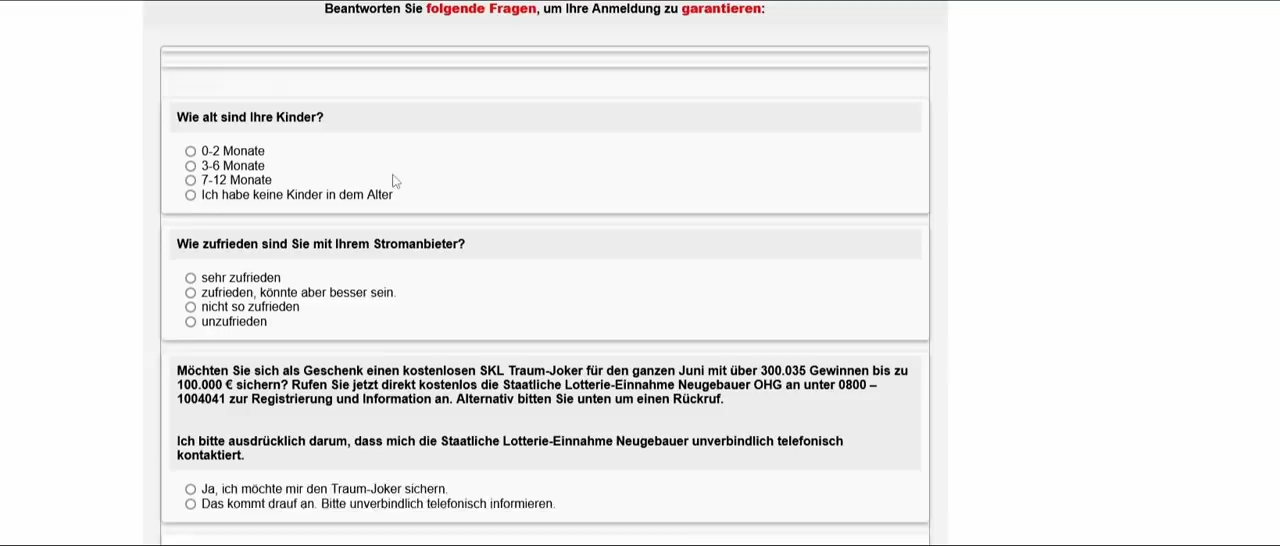 Beantworten Sie folgende Fragen, um Ihre Anmeldung zu garantieren:
Wie alt sind Ihre Kinder?
0-2 Monate
3-6 Monate
7-12 Monate
Ich habe keine Kinder in dem Alter
Wie zufrieden sind Sie mit Ihrem Stromanbieter?
sehr zufrieden
zufrieden, könnte aber besser sein.
nicht so zufrieden
unzufrieden
Möchten Sie sich als Geschenk einen kostenlosen SKL Traum-Joker für den ganzen Juni mit über 300.035 Gewinnen bis zu
100.000 € sichern? Rufen Sie jetzt direkt kostenlos die Staatliche Lotterie-Einnahme Neugebauer OHG an unter 0800 –
1004041 zur Registrierung und Information an. Alternativ bitten Sie unten um einen Rückruf.
Ich bitte ausdrücklich darum, dass mich die Staatliche Lotterie-Einnahme Neugebauer unverbindlich telefonisch
kontaktiert.
Ja, ich möchte mir den Traum-Joker sichern.
Das kommt drauf an. Bitte unverbindlich telefonisch informieren.